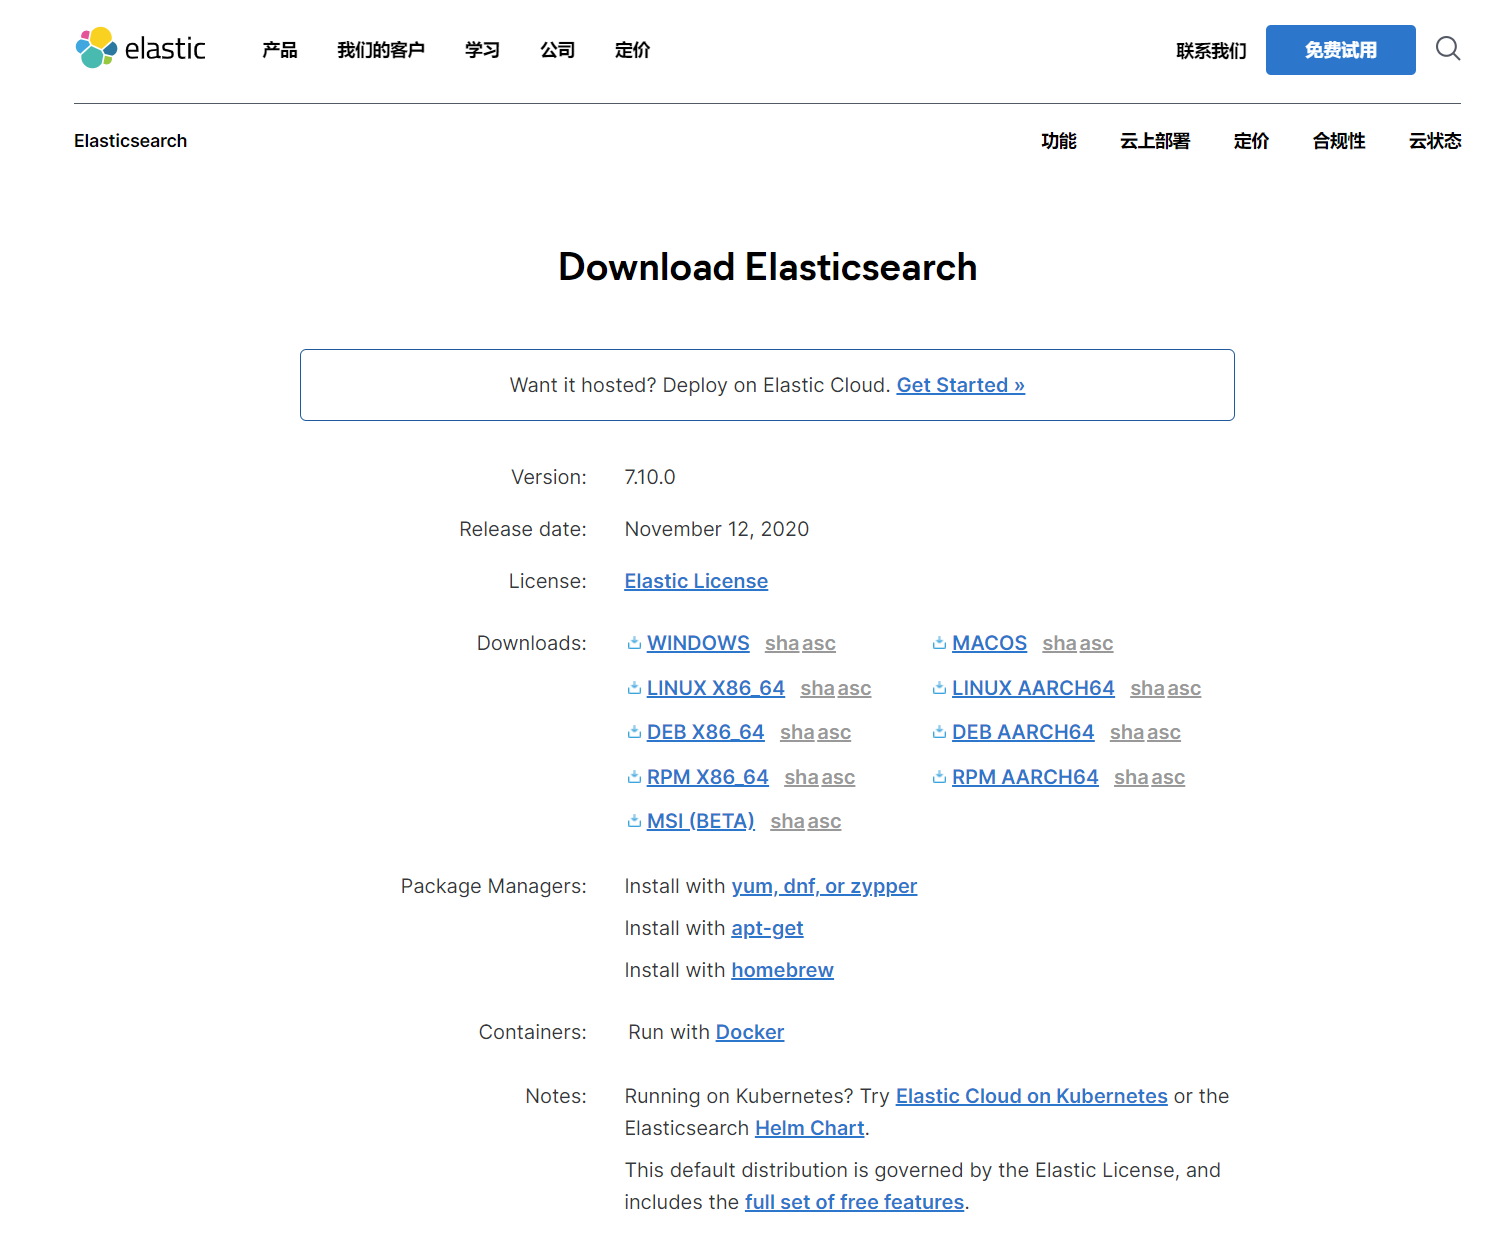 elastic 产品 我们的客户 学习 公司 定价 联系我们 免费试用
Elasticsearch 功能 云上部署 定价 合规性 云状态
Download Elasticsearch
Want it hosted? Deploy on Elastic Cloud. Get Started »
Version: 7.10.0
Release date: November 12, 2020
License: Elastic License
Downloads: WINDOWS sha asc MACOS sha asc
LINUX X86_64 sha asc LINUX AARCH64 sha asc
DEB X86_64 sha asc DEB AARCH64 sha asc
RPM X86_64 sha asc RPM AARCH64 sha asc
MSI (BETA) sha asc
Package Managers: Install with yum, dnf, or zypper
Install with apt-get
Install with homebrew
Containers: Run with Docker
Notes: Running on Kubernetes? Try Elastic Cloud on Kubernetes or the
Elasticsearch Helm Chart.
This default distribution is governed by the Elastic License, and
includes the full set of free features.